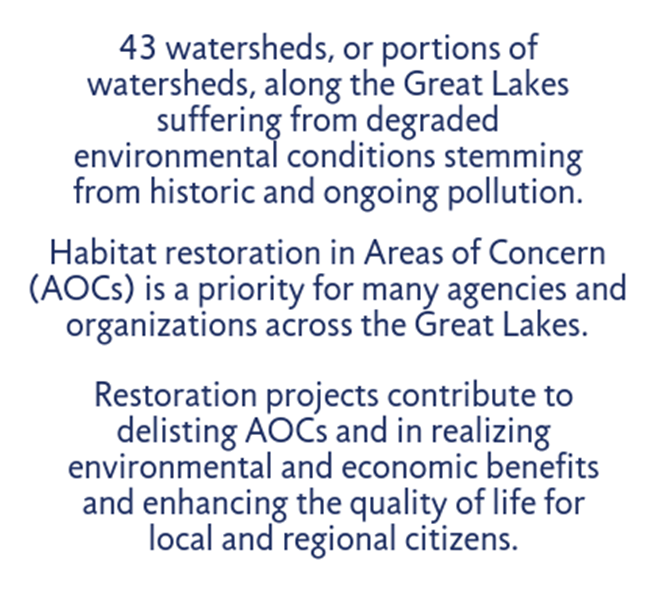 43 watersheds, or portions of
watersheds, along the Great Lakes
suffering from degraded
environmental conditions stemming
from historic and ongoing pollution.
Habitat restoration in Areas of Concern
(AOCs) is a priority for many agencies and
organizations across the Great Lakes.
Restoration projects contribute to
delisting AOCs and in realizing
environmental and economic benefits
and enhancing the quality of life for
local and regional citizens.